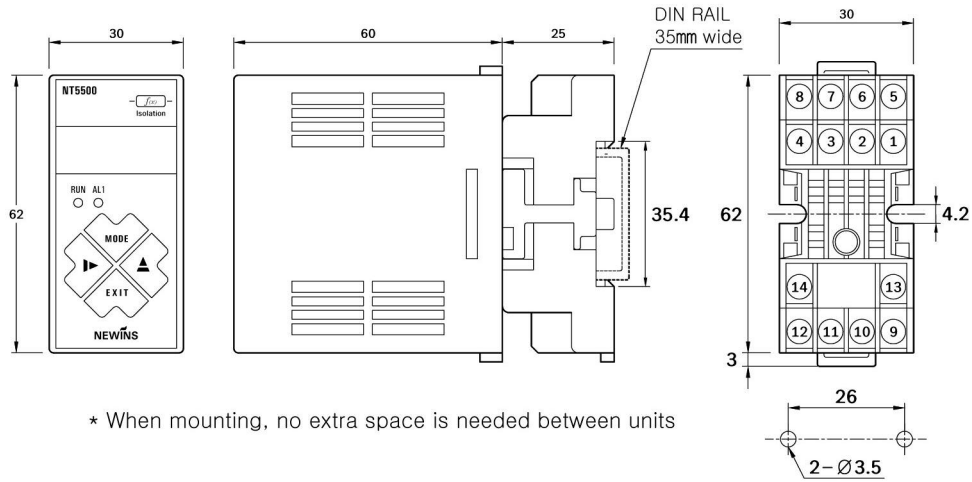 30
60
25
DIN RAIL
35mm wide
30
NT5500
f(x)
Isolation
8 7 6 5
4 3 2 1
RUN AL1
62
35.4
62
4.2
MODE
EXIT
14 13
NEWINS
12 11 10 9
3
26
* When mounting, no extra space is needed between units
2-Ø3.5